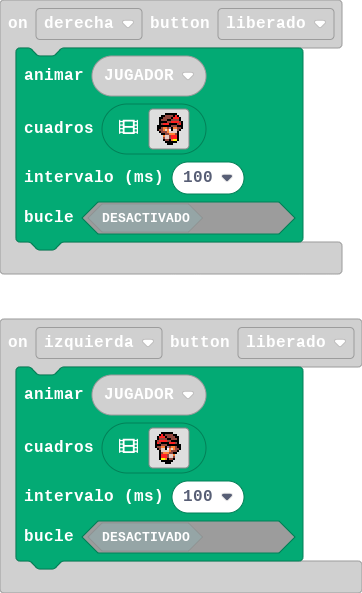 on derecha button liberado
animar JUGADOR
cuadros
intervalo (ms) 100
bucle DESACTIVADO
on izquierda button liberado
animar JUGADOR
cuadros
intervalo (ms) 100
bucle DESACTIVADO